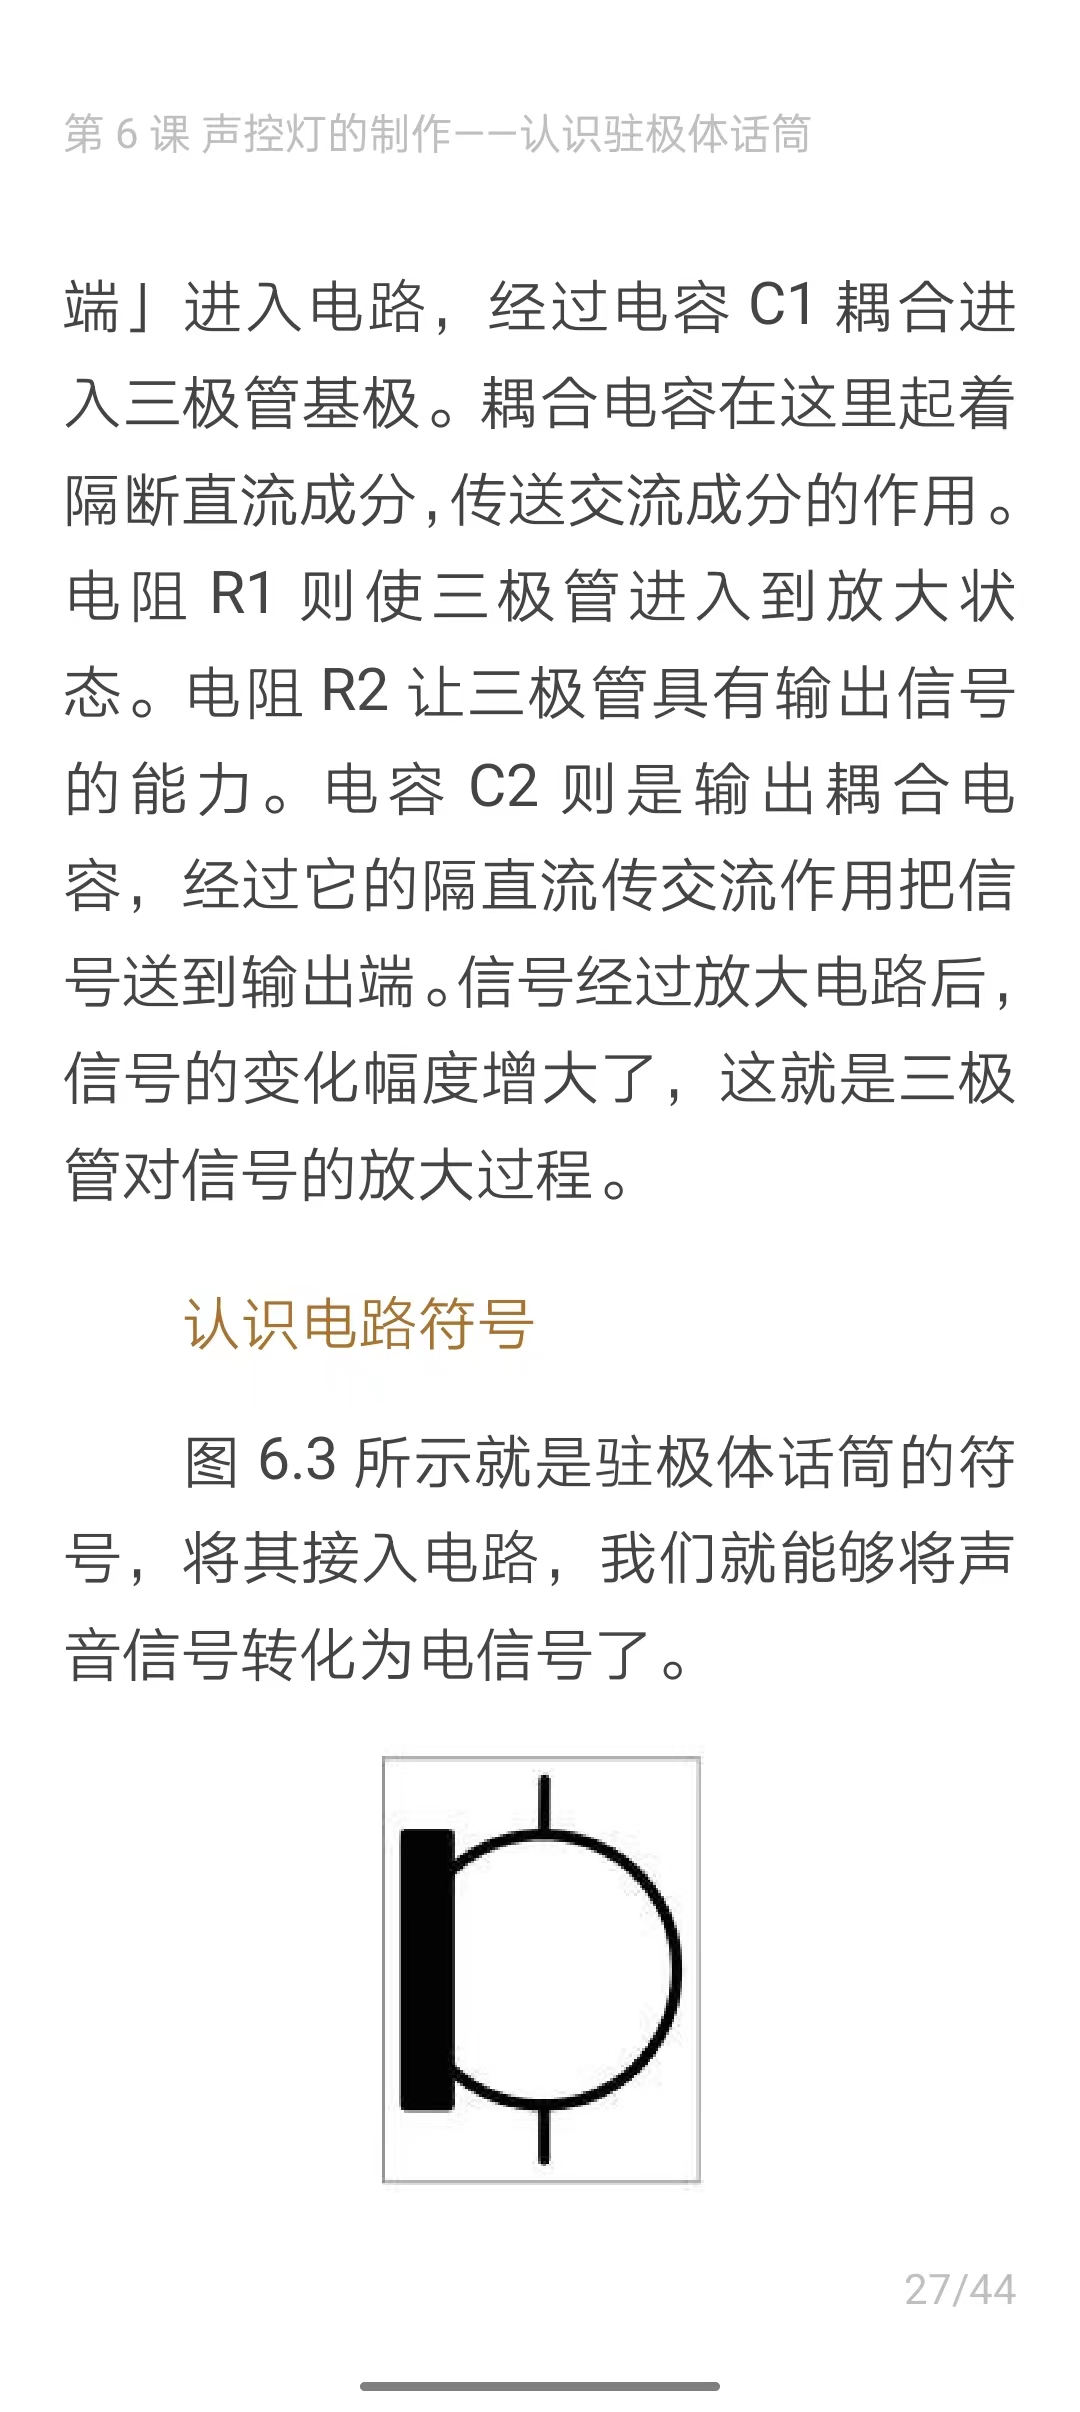 第 6 课 声控灯的制作——认识驻极体话筒
端」进入电路，经过电容 C1 耦合进
入三极管基极。耦合电容在这里起着
隔断直流成分，传送交流成分的作用。
电阻 R1 则使三极管进入到放大状
态。电阻 R2 让三极管具有输出信号
的能力。电容 C2 则是输出耦合电
容，经过它的隔直流传交流作用把信
号送到输出端。信号经过放大电路后，
信号的变化幅度增大了，这就是三极
管对信号的放大过程。
认识电路符号
图 6.3 所示就是驻极体话筒的符
号，将其接入电路，我们就能够将声
音信号转化为电信号了。
27/44